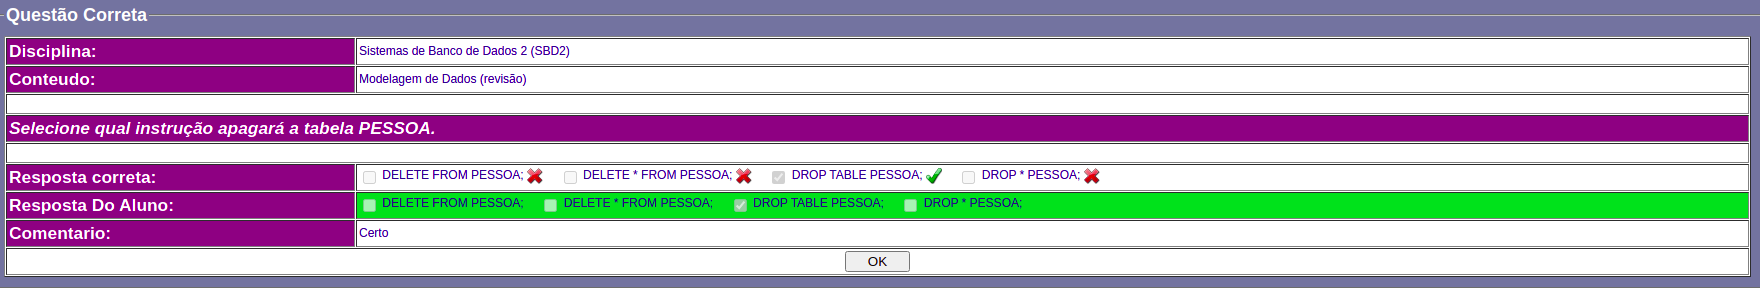 Questão Correta
Disciplina: Sistemas de Banco de Dados 2 (SBD2)
Conteudo: Modelagem de Dados (revisão)
Selecione qual instrução apagará a tabela PESSOA.
Resposta correta: DELETE FROM PESSOA; DELETE * FROM PESSOA; DROP TABLE PESSOA; DROP * PESSOA;
Resposta Do Aluno: DELETE FROM PESSOA; DELETE * FROM PESSOA; DROP TABLE PESSOA; DROP * PESSOA;
Comentario: Certo
OK